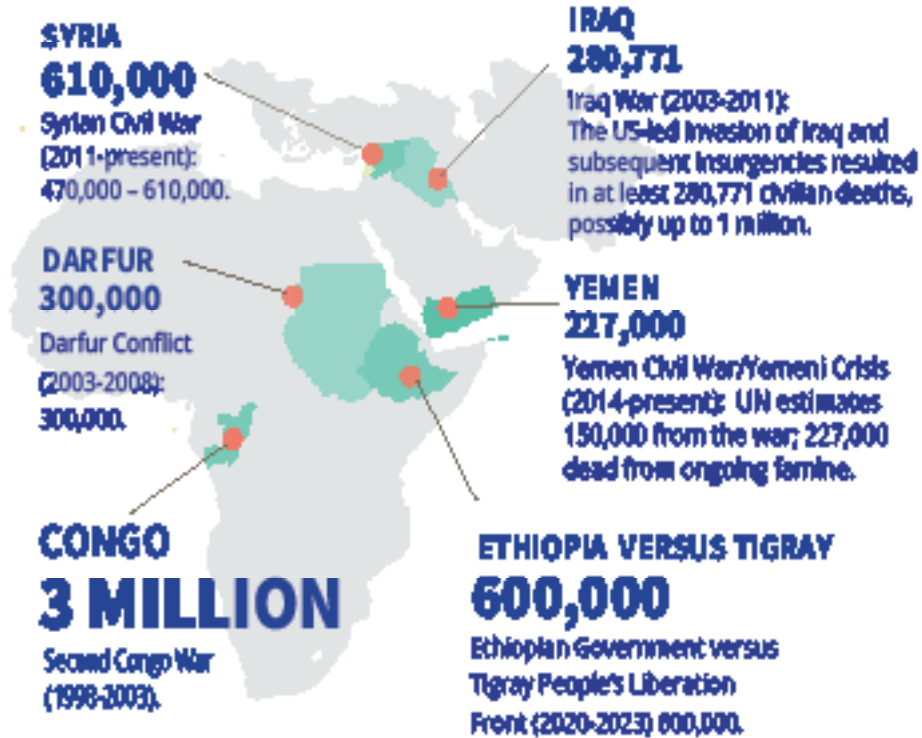 SYRIA
610,000
Syrian Civil War
(2011-present):
470,000 – 610,000.
IRAQ
280,771
Iraq War (2003-2011):
The US-led invasion of Iraq and
subsequent insurgencies resulted
in at least 280,771 civilian deaths,
possibly up to 1 million.
DARFUR
300,000
Darfur Conflict
(2003-2008):
300,000.
YEMEN
227,000
Yemen Civil War/Yemeni Crisis
(2014-present): UN estimates
150,000 from the war; 227,000
dead from ongoing famine.
CONGO
3 MILLION
Second Congo War
(1998-2003).
ETHIOPIA VERSUS TIGRAY
600,000
Ethiopian Government versus
Tigray People's Liberation
Front (2020-2023) 600,000.